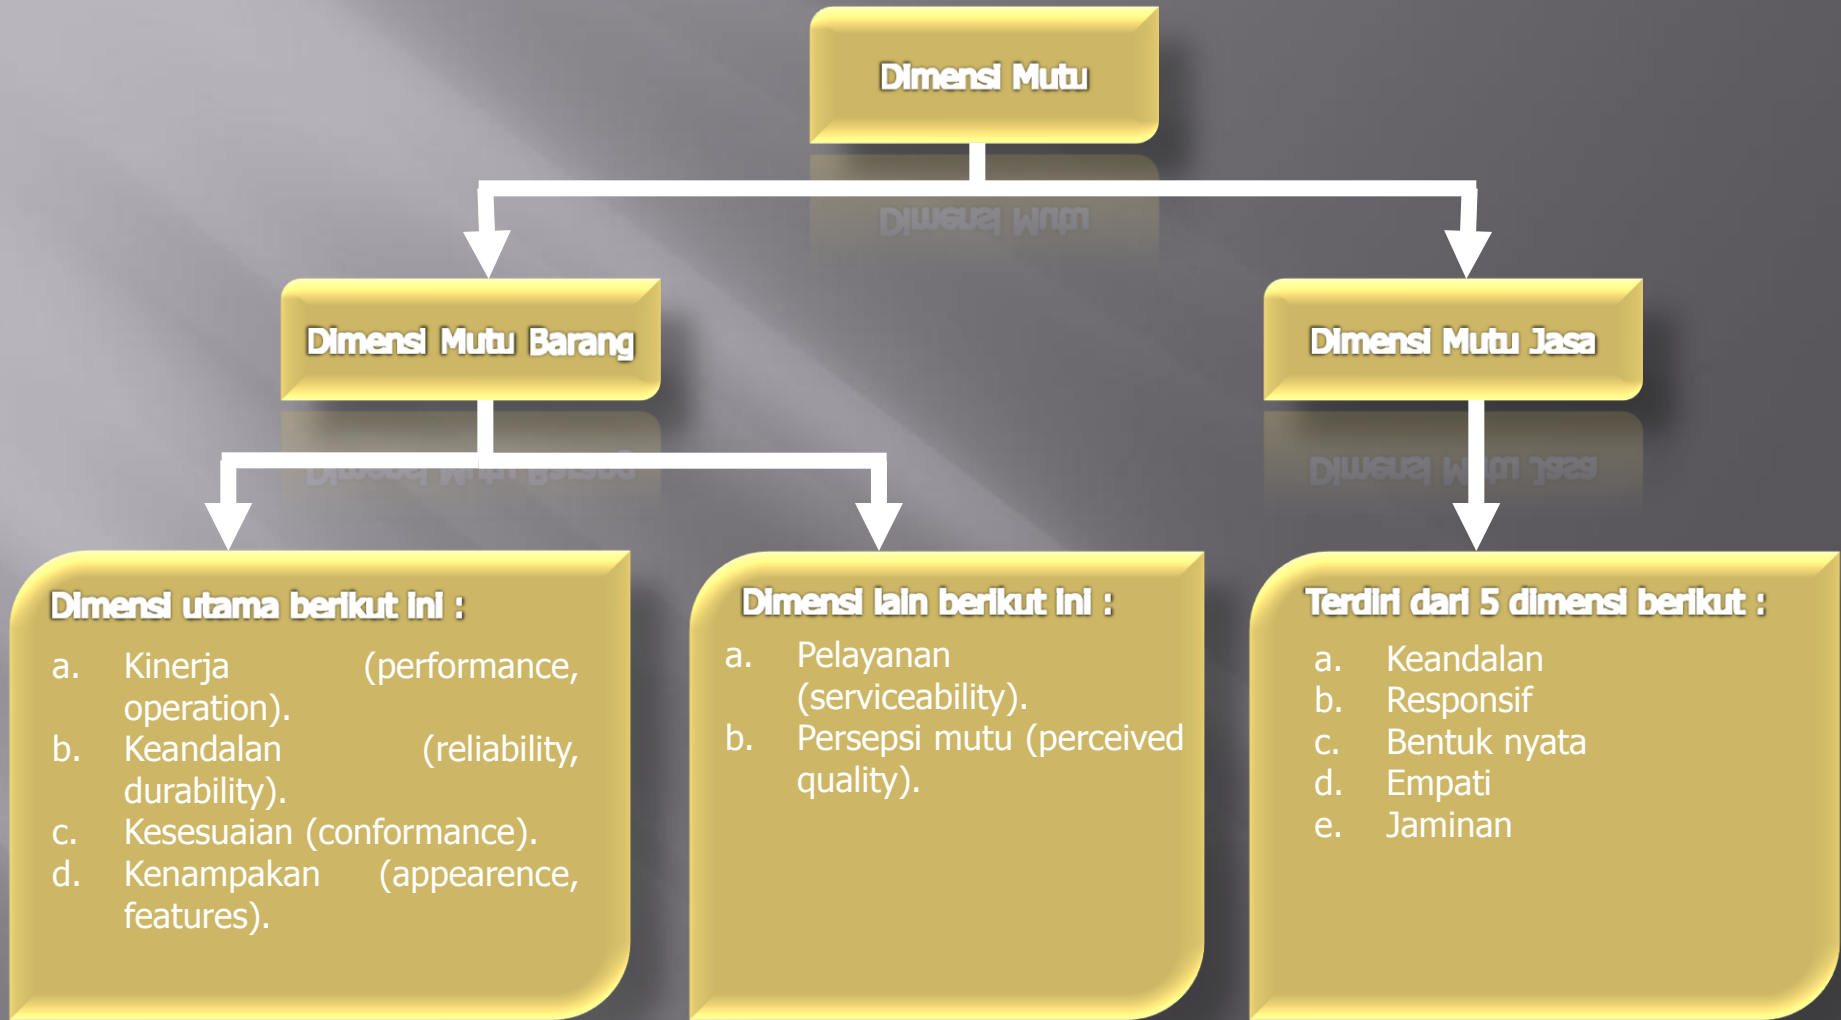 Dimensi Mutu
Dimensi Mutu Barang
Dimensi Mutu Jasa
Dimensi utama berikut ini :
a. Kinerja (performance,
operation).
b. Keandalan (reliability,
durability).
c. Kesesuaian (conformance).
d. Kenampakan (appearence,
features).
Dimensi lain berikut ini :
a. Pelayanan
(serviceability).
b. Persepsi mutu (perceived
quality).
Terdiri dari 5 dimensi berikut :
a. Keandalan
b. Responsif
c. Bentuk nyata
d. Empati
e. Jaminan